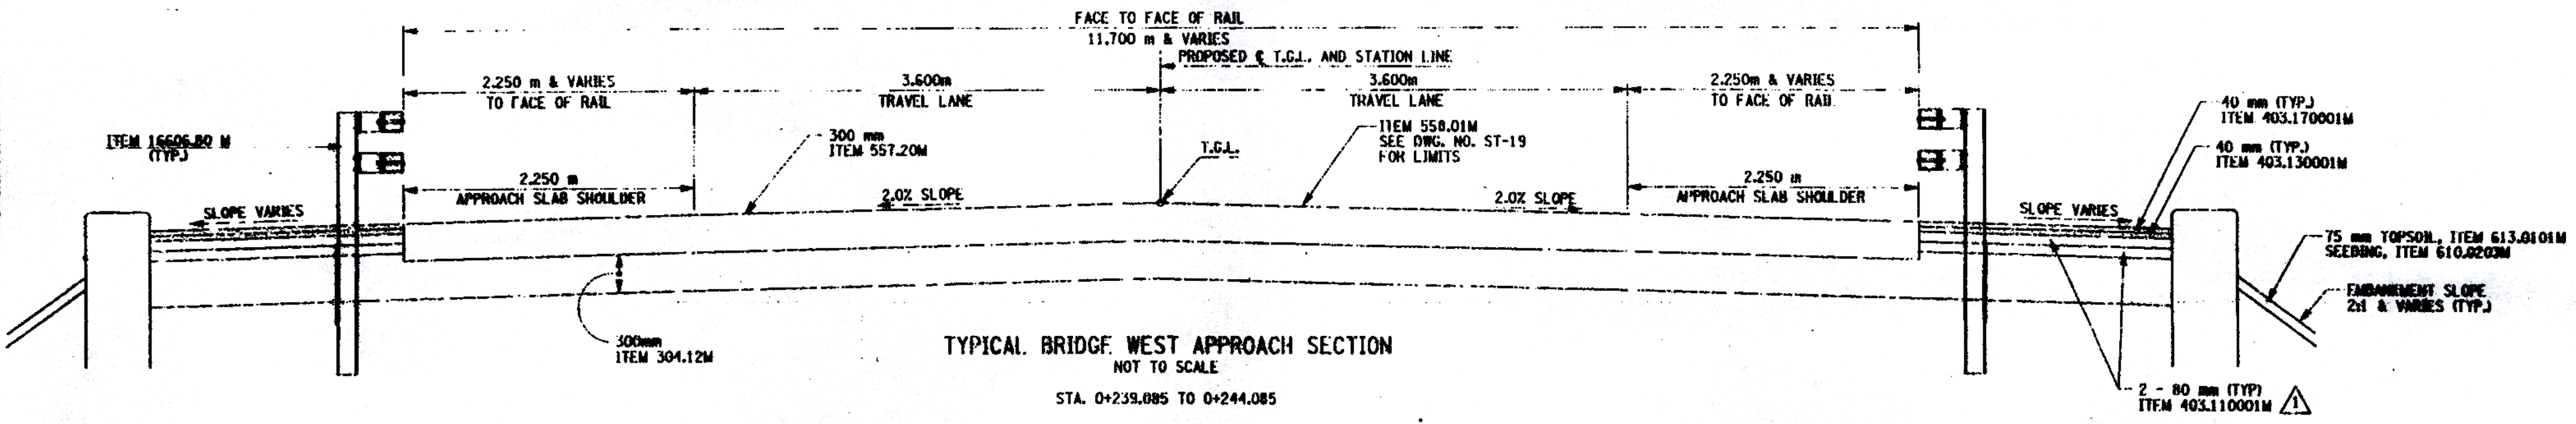 FACE TO FACE OF RAIL
11.700 m & VARIES
PROPOSED ℄ T.G.L. AND STATION LINE
2.250 m & VARIES
TO FACE OF RAIL
3.600m
TRAVEL LANE
3.600m
TRAVEL LANE
2.250m & VARIES
TO FACE OF RAIL
ITEM 16606.80 M
(TYP.)
300 mm
ITEM 557.20M
T.G.L.
ITEM 558.01M
SEE DWG. NO. ST-19
FOR LIMITS
40 mm (TYP.)
ITEM 403.170001M
40 mm (TYP.)
ITEM 403.130001M
2.250 m
APPROACH SLAB SHOULDER
2.250 m
APPROACH SLAB SHOULDER
SLOPE VARIES
2.0% SLOPE
2.0% SLOPE
SLOPE VARIES
75 mm TOPSOIL, ITEM 613.0101M
SEEDING, ITEM 610.0203M
EMBANKMENT SLOPE
2:1 & VARIES (TYP.)
300mm
ITEM 304.12M
TYPICAL BRIDGE WEST APPROACH SECTION
NOT TO SCALE
STA. 0+239.085 TO 0+244.085
2 - 80 mm (TYP)
ITEM 403.110001M
1